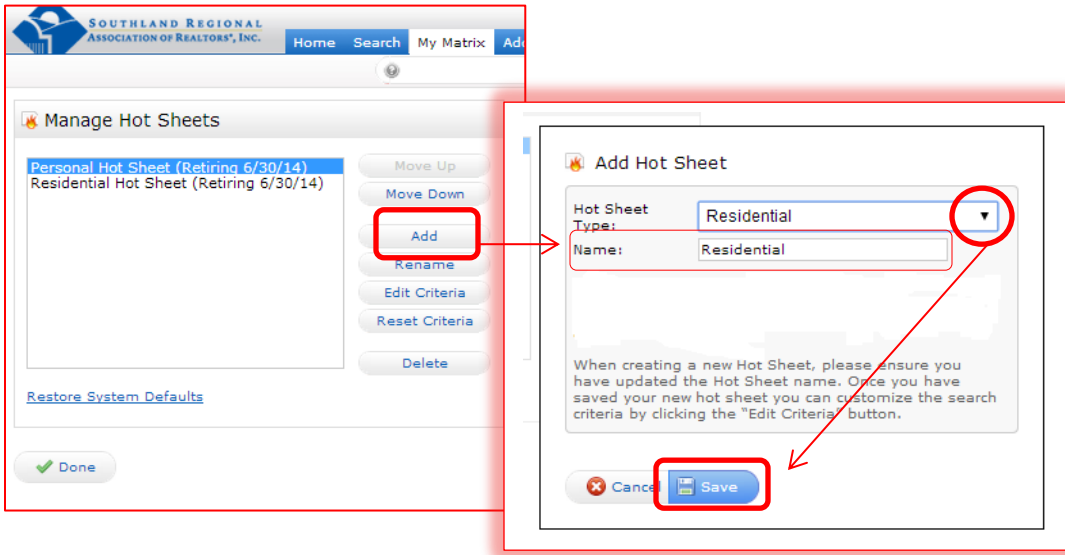 SOUTHLAND REGIONAL
ASSOCIATION OF REALTORS®, INC.
Home Search My Matrix Ad
Manage Hot Sheets
Personal Hot Sheet (Retiring 6/30/14)
Residential Hot Sheet (Retiring 6/30/14)
Move Up
Move Down
Add
Rename
Edit Criteria
Reset Criteria
Delete
Restore System Defaults
Done
Add Hot Sheet
Hot Sheet
Type:
Residential
Name:
Residential
When creating a new Hot Sheet, please ensure you
have updated the Hot Sheet name. Once you have
saved your new hot sheet you can customize the search
criteria by clicking the "Edit Criteria" button.
Cancel
Save